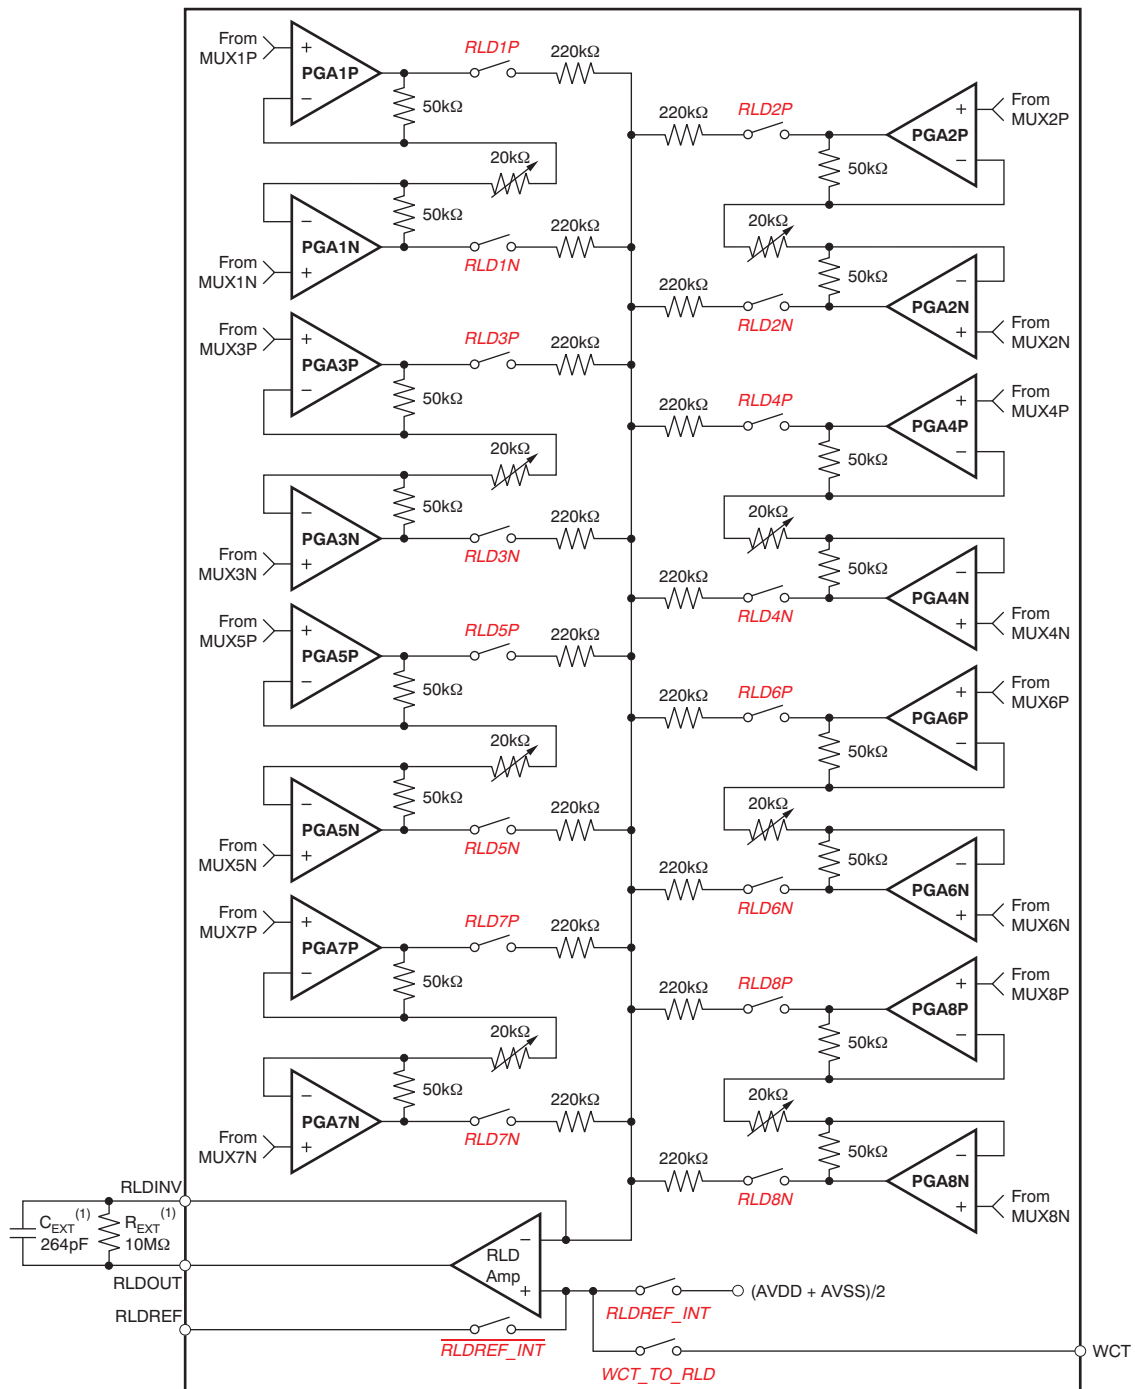 From
MUX1P
+
PGA1P
−
RLD1P
220kΩ
50kΩ
20kΩ
−
PGA1N
+
50kΩ
220kΩ
RLD1N
From
MUX1N
220kΩ
RLD2P
+
PGA2P
−
From
MUX2P
50kΩ
20kΩ
50kΩ
220kΩ
RLD2N
−
PGA2N
+
From
MUX2N
From
MUX3P
+
PGA3P
−
RLD3P
220kΩ
50kΩ
20kΩ
−
PGA3N
+
50kΩ
220kΩ
RLD3N
From
MUX3N
220kΩ
RLD4P
+
PGA4P
−
From
MUX4P
50kΩ
20kΩ
50kΩ
220kΩ
RLD4N
−
PGA4N
+
From
MUX4N
From
MUX5P
+
PGA5P
−
RLD5P
220kΩ
50kΩ
20kΩ
−
PGA5N
+
50kΩ
220kΩ
RLD5N
From
MUX5N
220kΩ
RLD6P
+
PGA6P
−
From
MUX6P
50kΩ
20kΩ
50kΩ
220kΩ
RLD6N
−
PGA6N
+
From
MUX6N
From
MUX7P
+
PGA7P
−
RLD7P
220kΩ
50kΩ
20kΩ
−
PGA7N
+
50kΩ
220kΩ
RLD7N
From
MUX7N
220kΩ
RLD8P
+
PGA8P
−
From
MUX8P
50kΩ
20kΩ
50kΩ
220kΩ
RLD8N
−
PGA8N
+
From
MUX8N
RLDINV
CEXT(1)
264pF
REXT(1)
10MΩ
RLDOUT
RLDREF
−
RLD
Amp
+
RLDREF_INT
RLDREF_INT
(AVDD + AVSS)/2
WCT_TO_RLD
WCT